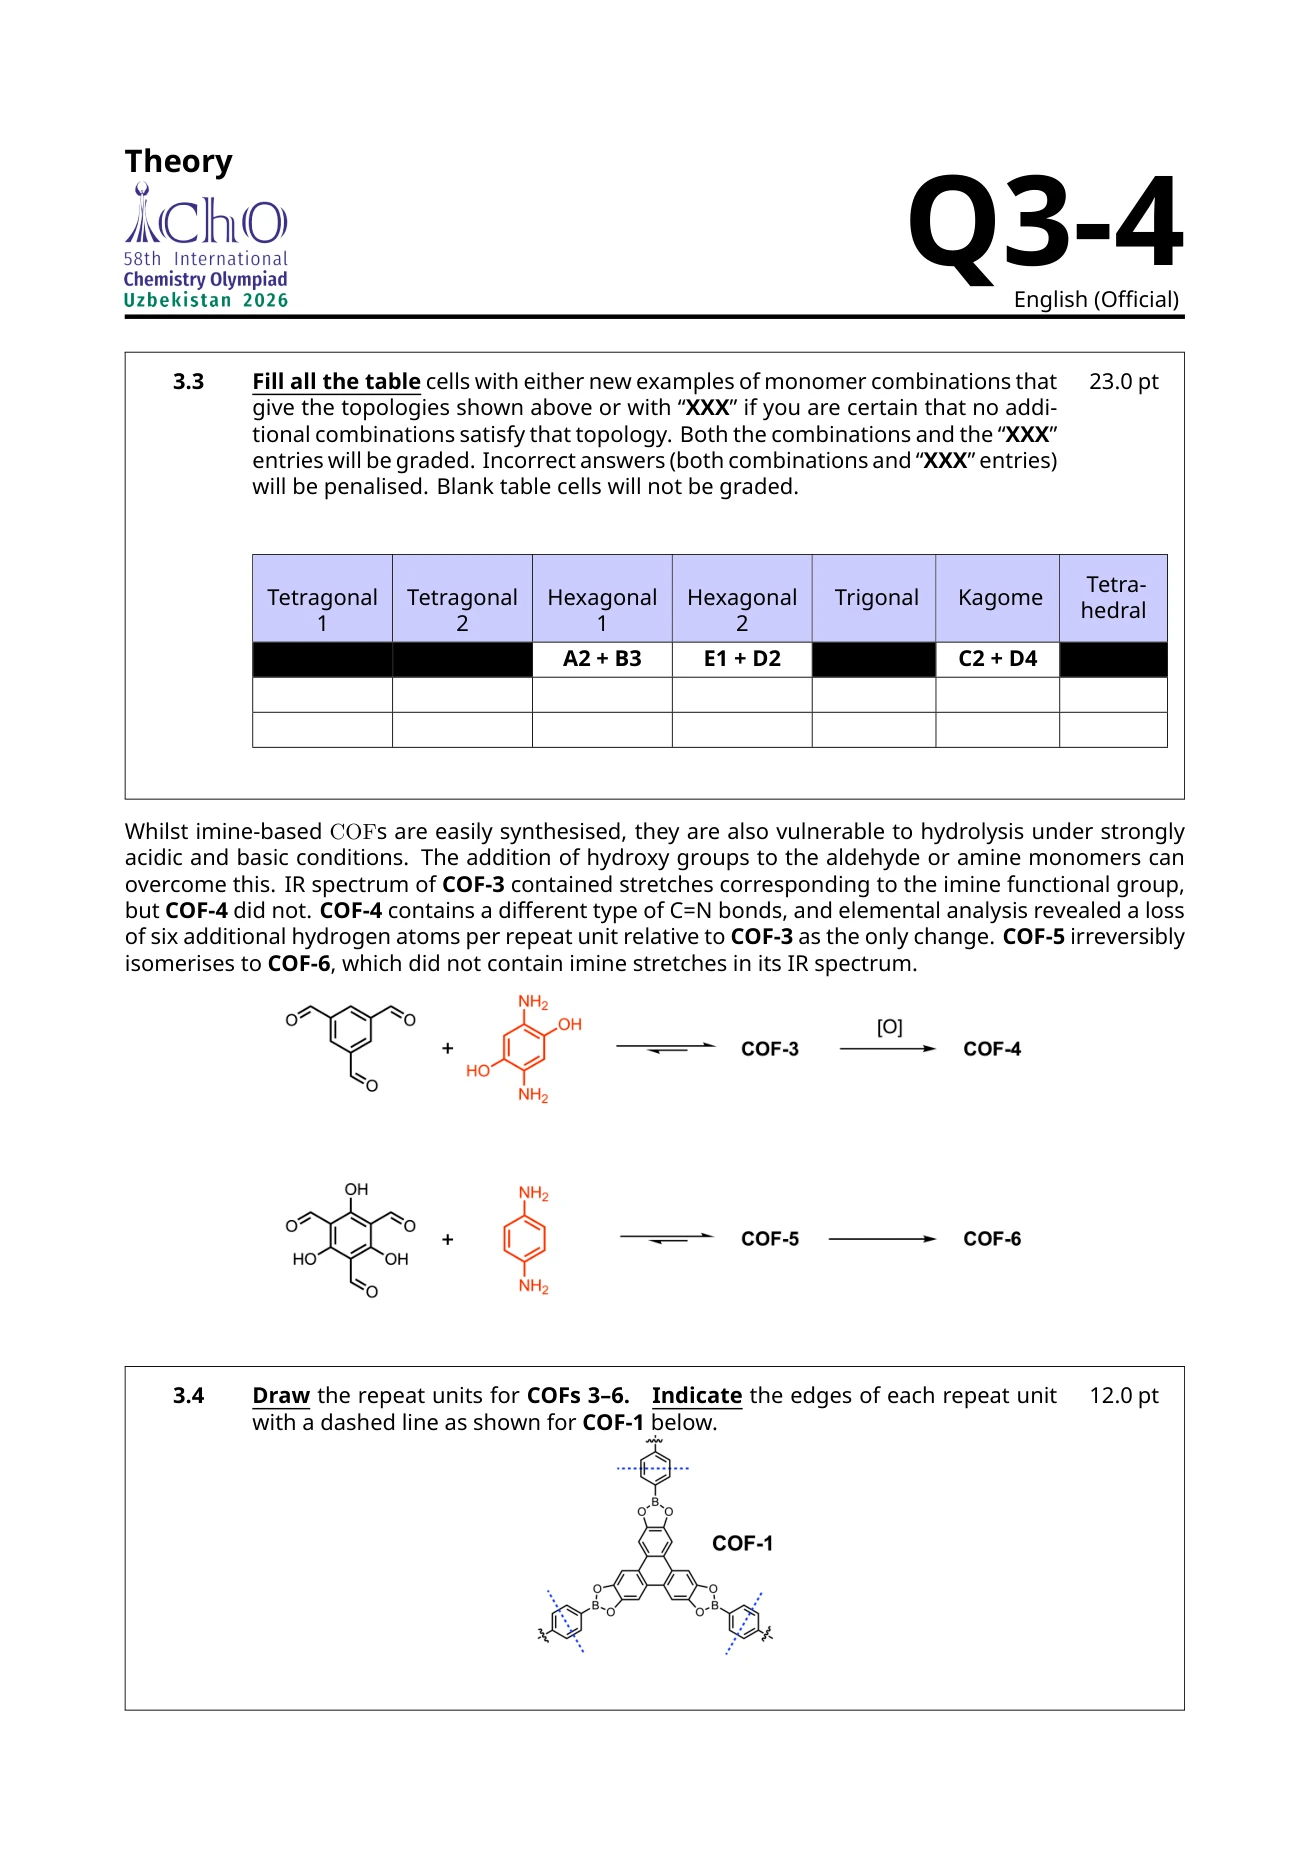 Theory
ichO
58th International
Chemistry Olympiad
Uzbekistan 2026
Q3-4
English (Official)
3.3 Fill all the table cells with either new examples of monomer combinations that 23.0 pt
give the topologies shown above or with “XXX” if you are certain that no addi-
tional combinations satisfy that topology. Both the combinations and the “XXX”
entries will be graded. Incorrect answers (both combinations and “XXX” entries)
will be penalised. Blank table cells will not be graded.
Tetragonal 1 Tetragonal 2 Hexagonal 1 Hexagonal 2 Trigonal Kagome Tetra-hedral
A2 + B3 E1 + D2 C2 + D4
Whilst imine-based COFs are easily synthesised, they are also vulnerable to hydrolysis under strongly
acidic and basic conditions. The addition of hydroxy groups to the aldehyde or amine monomers can
overcome this. IR spectrum of COF-3 contained stretches corresponding to the imine functional group,
but COF-4 did not. COF-4 contains a different type of C=N bonds, and elemental analysis revealed a loss
of six additional hydrogen atoms per repeat unit relative to COF-3 as the only change. COF-5 irreversibly
isomerises to COF-6, which did not contain imine stretches in its IR spectrum.
O O O + NH2 OH HO NH2 COF-3 [O] COF-4
OH O O HO OH O + NH2 NH2 COF-5 COF-6
3.4 Draw the repeat units for COFs 3–6. Indicate the edges of each repeat unit 12.0 pt
with a dashed line as shown for COF-1 below.
B
O O
COF-1
O O
B B
O O